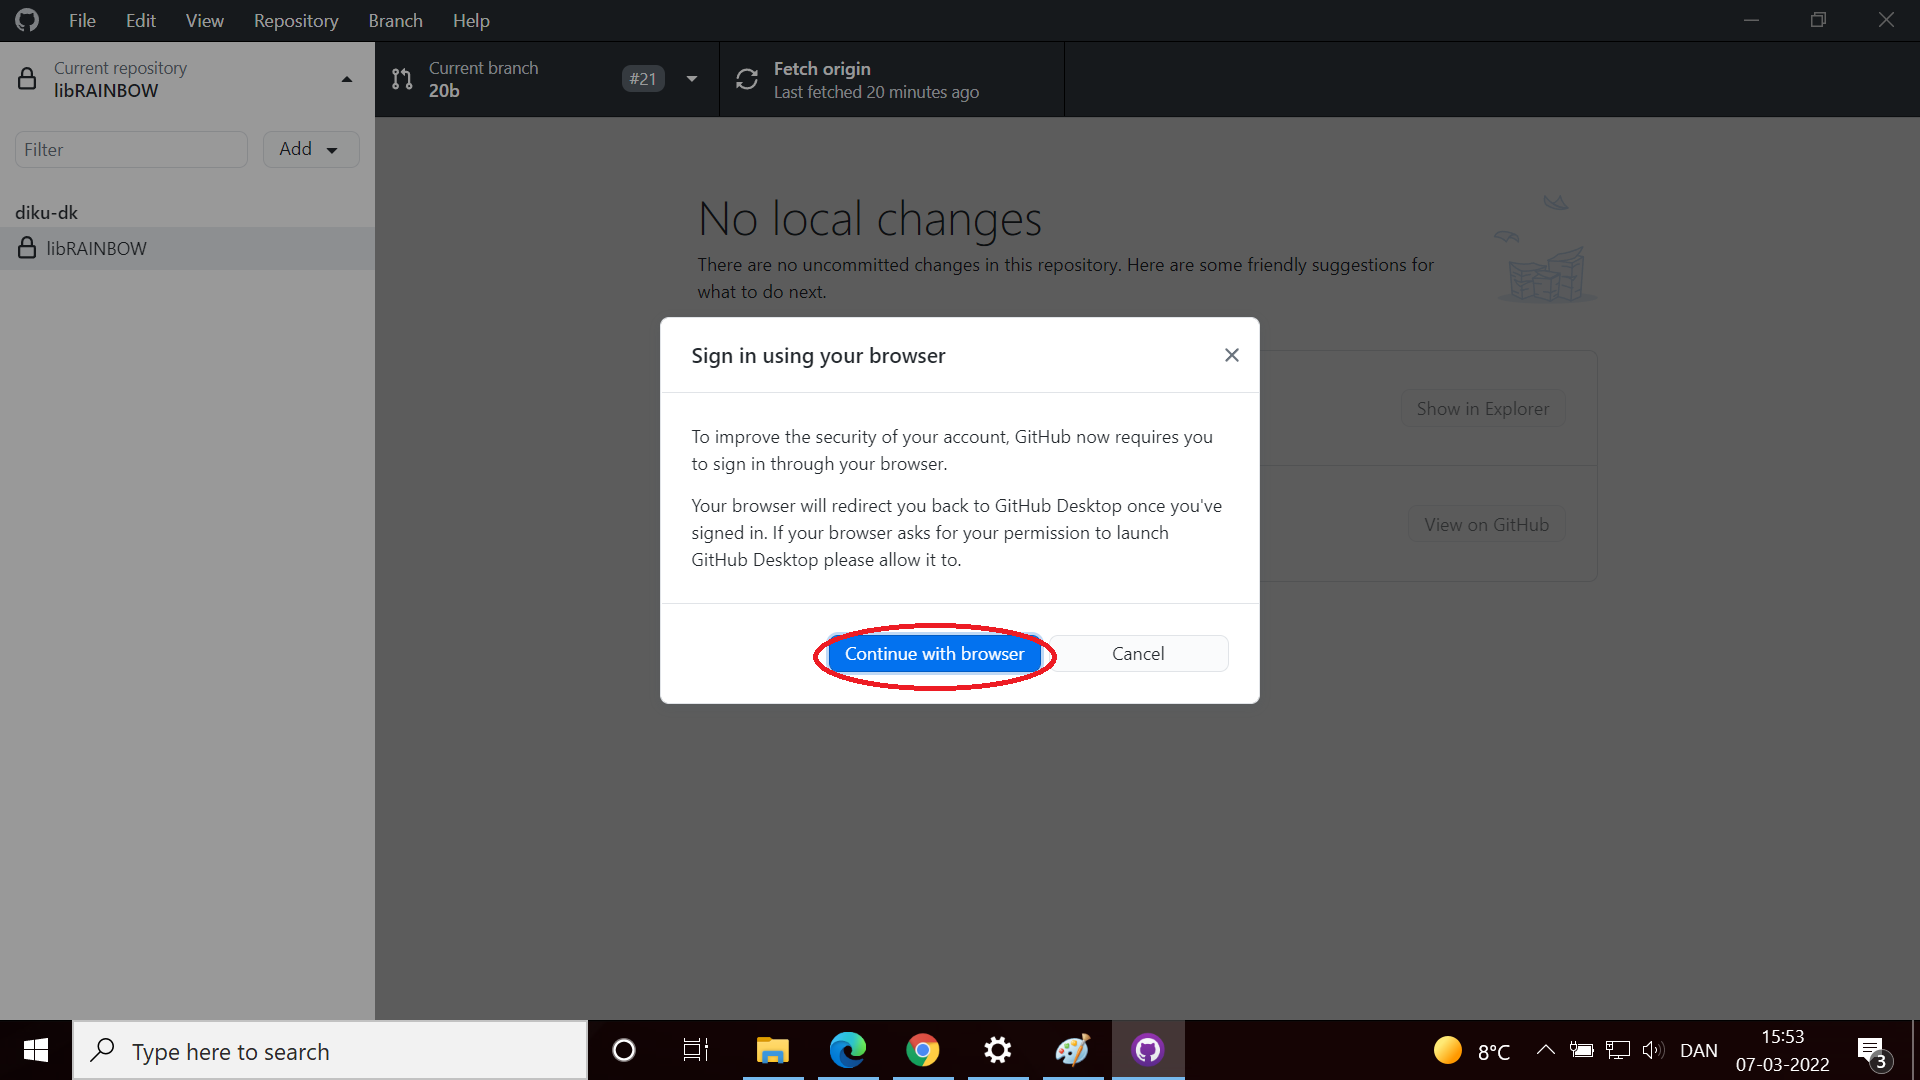 File Edit View Repository Branch Help
Current repository
libRAINBOW
Current branch
20b
#21
Fetch origin
Last fetched 20 minutes ago
Filter
Add
diku-dk
libRAINBOW
No local changes
There are no uncommitted changes in this repository. Here are some friendly suggestions for
what to do next.
Show in Explorer
View on GitHub
Sign in using your browser
To improve the security of your account, GitHub now requires you
to sign in through your browser.
Your browser will redirect you back to GitHub Desktop once you've
signed in. If your browser asks for your permission to launch
GitHub Desktop please allow it to.
Continue with browser
Cancel
Type here to search
8°C
DAN
15:53
07-03-2022
3